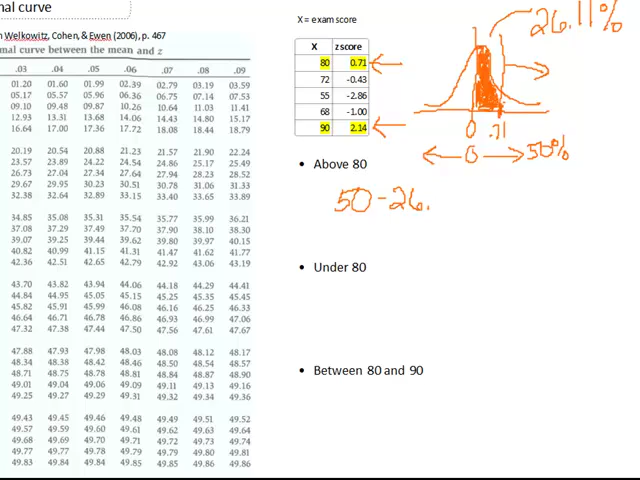 al curve
n Welkowitz, Cohen, & Ewen (2006), p. 467
mal curve between the mean and z
.03 .04 .05 .06 .07 .08 .09
01.20 01.60 01.99 02.39 02.79 03.19 03.59
05.17 05.57 05.96 06.36 06.75 07.14 07.53
09.10 09.48 09.87 10.26 10.64 11.03 11.41
12.93 13.31 13.68 14.06 14.43 14.80 15.17
16.64 17.00 17.36 17.72 18.08 18.44 18.79
20.19 20.54 20.88 21.23 21.57 21.90 22.24
23.57 23.89 24.22 24.54 24.86 25.17 25.49
26.73 27.04 27.34 27.64 27.94 28.23 28.52
29.67 29.95 30.23 30.51 30.78 31.06 31.33
32.38 32.64 32.89 33.15 33.40 33.65 33.89
34.85 35.08 35.31 35.54 35.77 35.99 36.21
37.08 37.29 37.49 37.70 37.90 38.10 38.30
39.07 39.25 39.44 39.62 39.80 39.97 40.15
40.82 40.99 41.15 41.31 41.47 41.62 41.77
42.36 42.51 42.65 42.79 42.92 43.06 43.19
43.70 43.82 43.94 44.06 44.18 44.29 44.41
44.84 44.95 45.05 45.15 45.25 45.35 45.45
45.82 45.91 45.99 46.08 46.16 46.25 46.33
46.64 46.71 46.78 46.86 46.93 46.99 47.06
47.32 47.38 47.44 47.50 47.56 47.61 47.67
47.88 47.93 47.98 48.03 48.08 48.12 48.17
48.34 48.38 48.42 48.46 48.50 48.54 48.57
48.71 48.75 48.78 48.81 48.84 48.87 48.90
49.01 49.04 49.06 49.09 49.11 49.13 49.16
49.25 49.27 49.29 49.31 49.32 49.34 49.36
49.43 49.45 49.46 49.48 49.49 49.51 49.52
49.57 49.59 49.60 49.61 49.62 49.63 49.64
49.68 49.69 49.70 49.71 49.72 49.73 49.74
49.77 49.77 49.78 49.79 49.79 49.80 49.81
49.83 49.84 49.84 49.85 49.85 49.86 49.86
X = exam score
X z score
80 0.71
72 -0.43
55 -2.86
68 -1.00
90 2.14
26.11%
0 .71
0 50%
• Above 80
50-26.
• Under 80
• Between 80 and 90